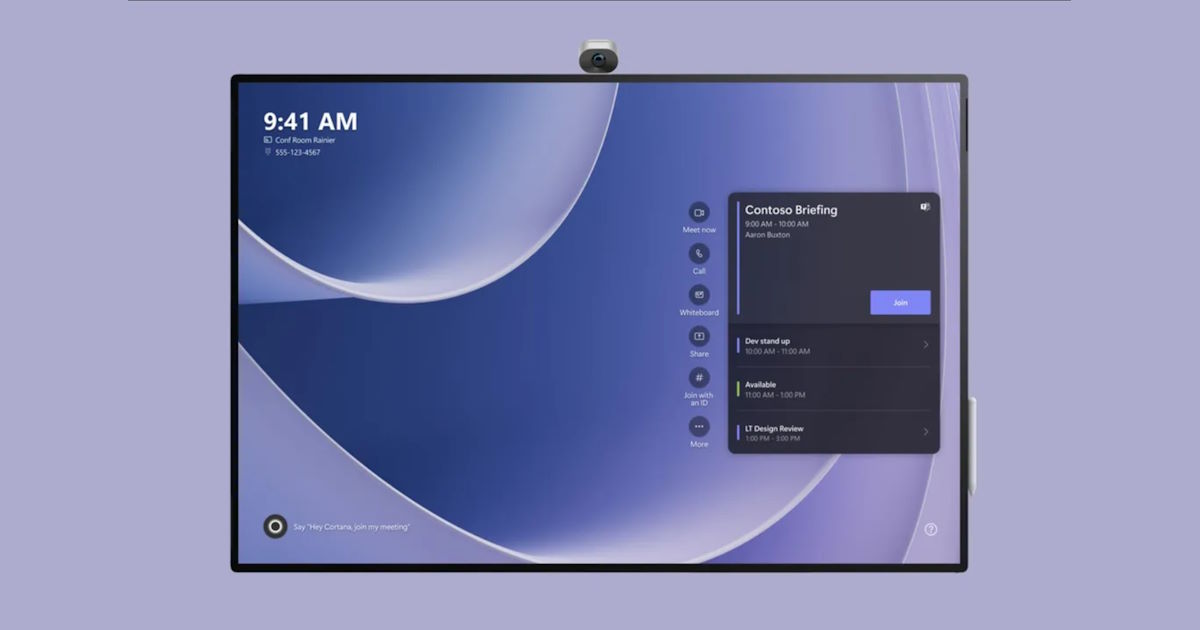 9:41 AM
Conf Room Rainier
555-123-4567
Meet now
Call
Whiteboard
Share
Join with
an ID
More
Contoso Briefing
9:00 AM - 10:00 AM
Aaron Buxton
Join
Dev stand up
10:00 AM - 11:00 AM
Available
11:00 AM - 1:00 PM
LT Design Review
1:00 PM - 3:00 PM
Say "Hey Cortana, join my meeting"